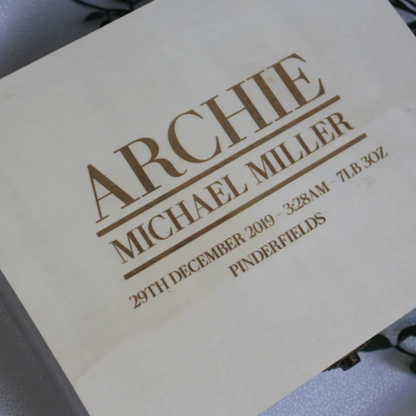 ARCHIE
MICHAEL MILLER
29TH DECEMBER 2019 - 3:28AM - 7LB 3OZ
PINDERFIELDS